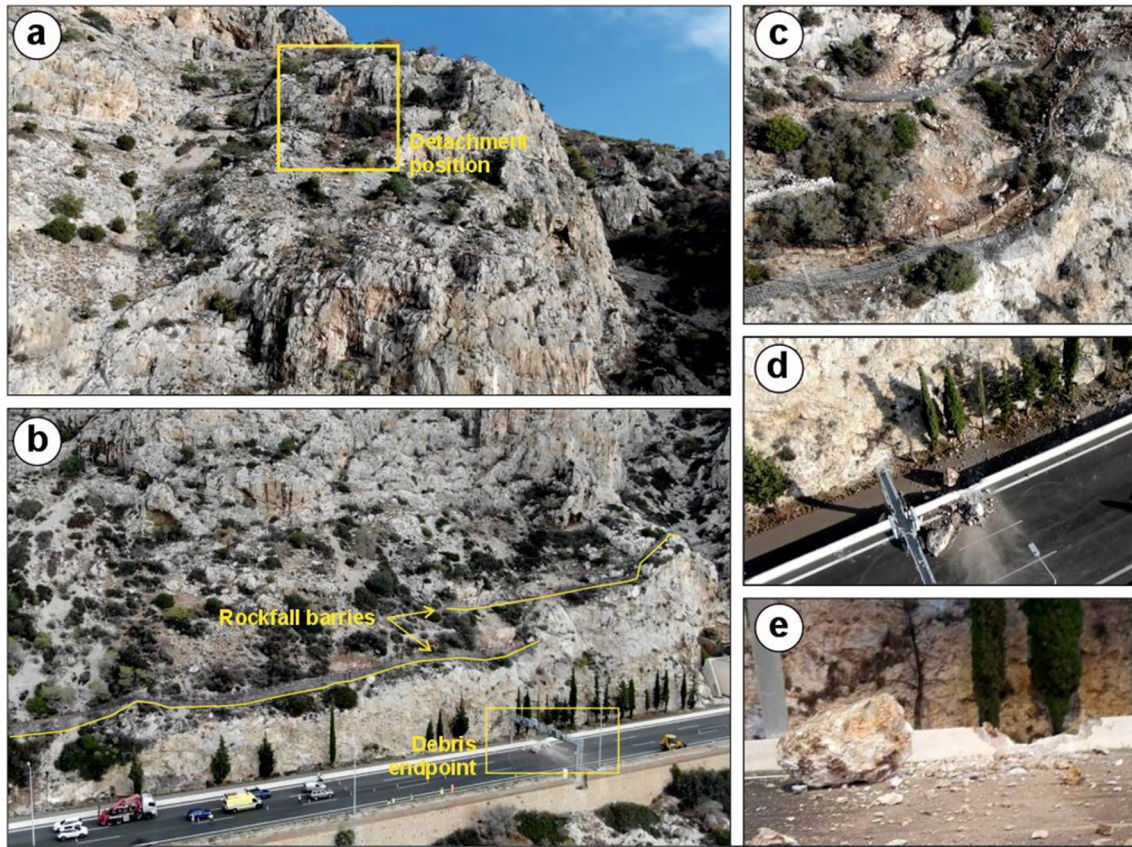 a
Detachment
position
b
Rockfall barries
Debris
endpoint
c
d
e